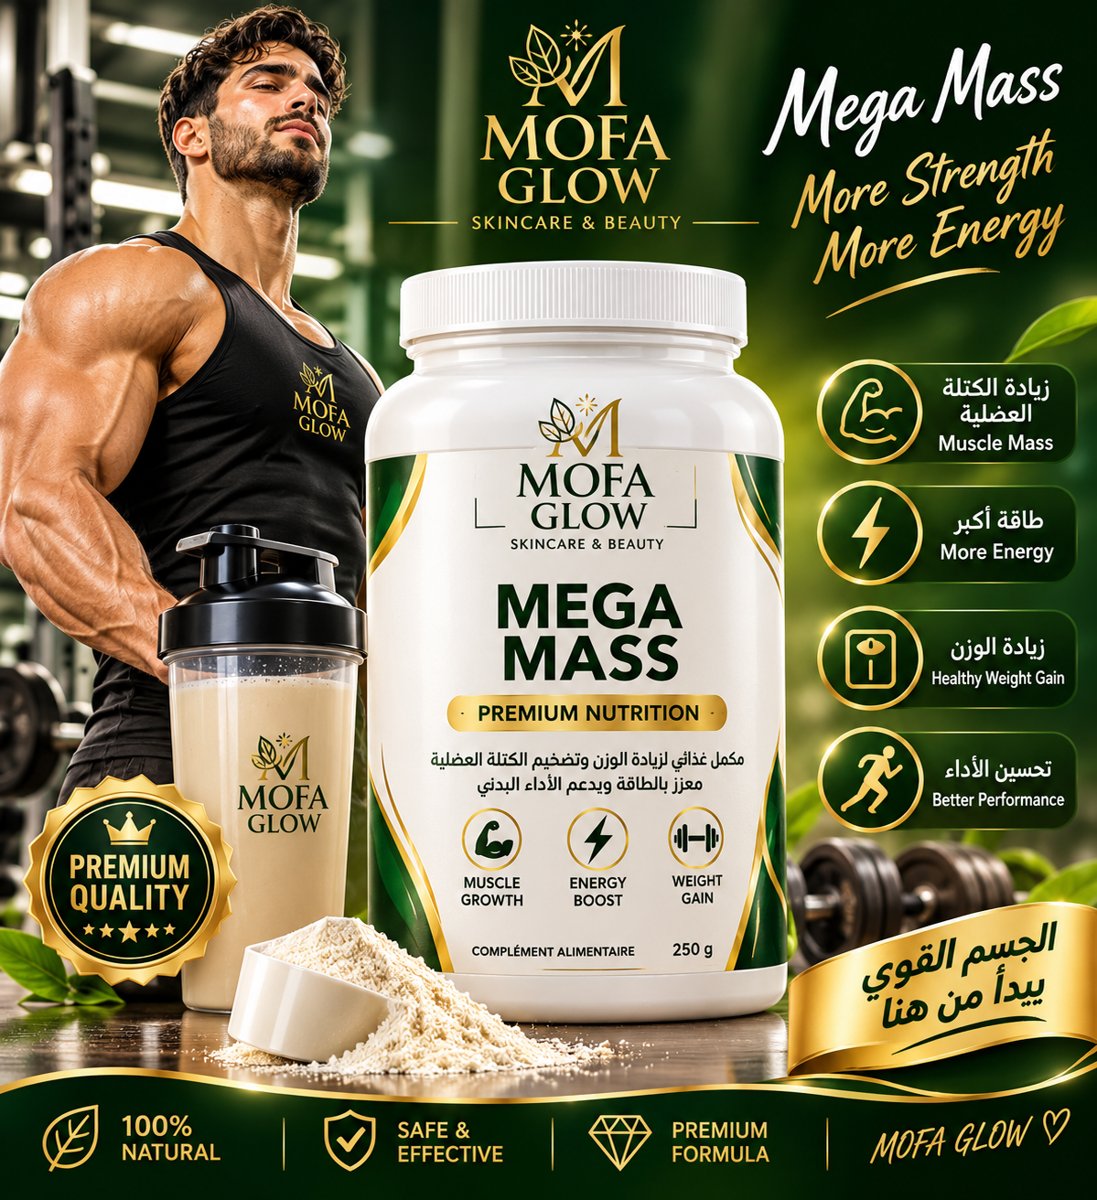 MOFA
GLOW
SKINCARE & BEAUTY
Mega Mass
More Strength
More Energy
MOFA
GLOW
زيادة الكتلة
العضلية
Muscle Mass
طاقة أكبر
More Energy
زيادة الوزن
Healthy Weight Gain
تحسين الأداء
Better Performance
MOFA
GLOW
SKINCARE & BEAUTY
MEGA
MASS
· PREMIUM NUTRITION ·
مكمل غذائي لزيادة الوزن وتضخيم الكتلة العضلية
معزز بالطاقة ويدعم الأداء البدني
MUSCLE
GROWTH
ENERGY
BOOST
WEIGHT
GAIN
COMPLÉMENT ALIMENTAIRE
250 g
MOFA
GLOW
PREMIUM
QUALITY
الجسم القوي
يبدأ من هنا
100%
NATURAL
SAFE &
EFFECTIVE
PREMIUM
FORMULA
MOFA GLOW